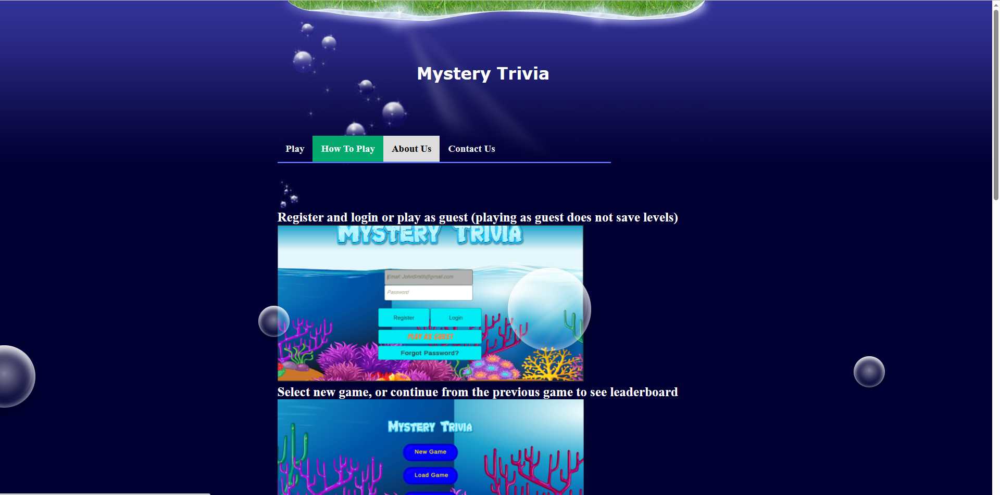 Mystery Trivia
Play How To Play About Us Contact Us
Register and login or play as guest (playing as guest does not save levels)
MYSTERY TRIVIA
Email: JohnSmith@gmail.com
Password
Register Login
PLAY AS GUEST
Forgot Password?
Select new game, or continue from the previous game to see leaderboard
MYSTERY TRIVIA
New Game
Load Game